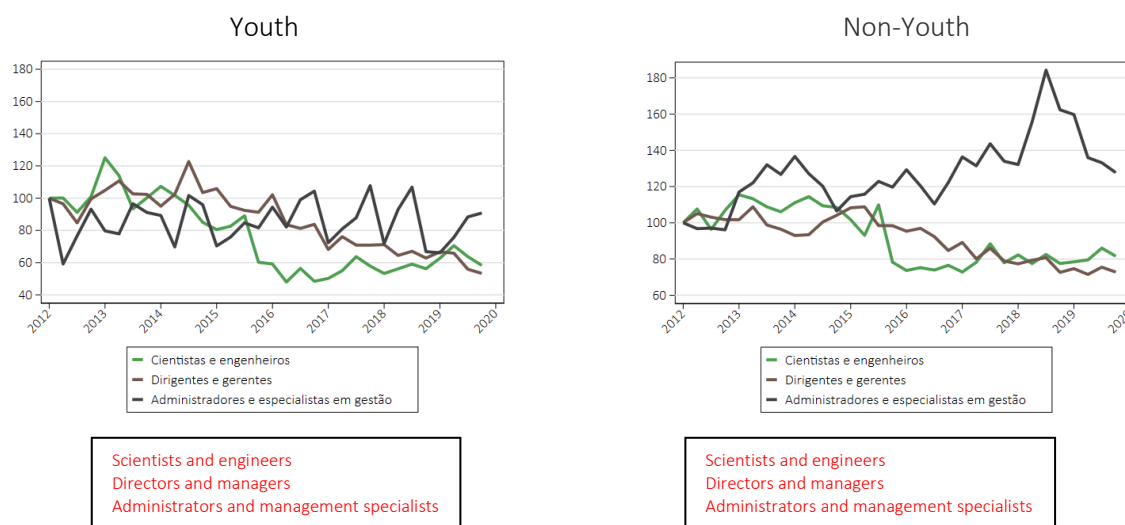 Youth
180
160
140
120
100
80
60
40
2012
2013
2014
2015
2016
2017
2018
2019
2020
Cientistas e engenheiros
Dirigentes e gerentes
Administradores e especialistas em gestão
Scientists and engineers
Directors and managers
Administrators and management specialists
Non-Youth
180
160
140
120
100
80
60
2012
2013
2014
2015
2016
2017
2018
2019
Cientistas e engenheiros
Dirigentes e gerentes
Administradores e especialistas em gestão
Scientists and engineers
Directors and managers
Administrators and management specialists